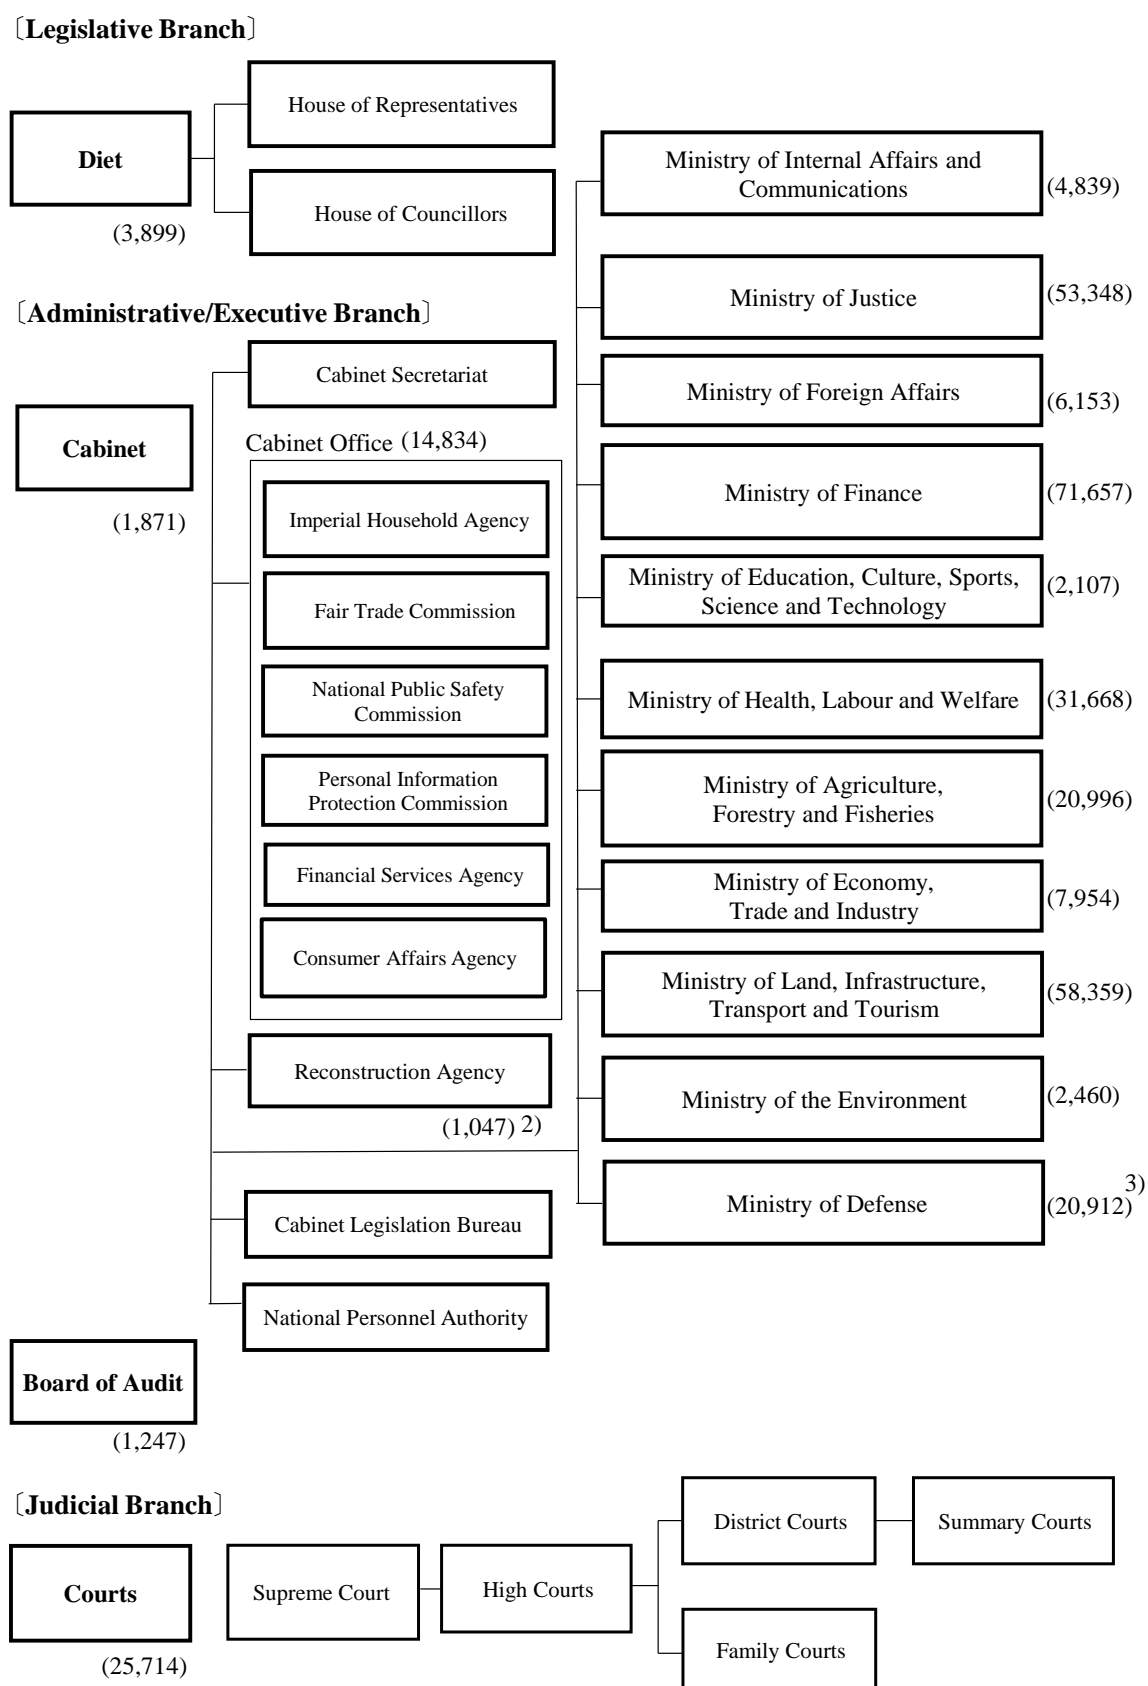 〔Legislative Branch〕
Diet
(3,899)
House of Representatives
House of Councillors
〔Administrative/Executive Branch〕
Cabinet
(1,871)
Cabinet Secretariat
Cabinet Office (14,834)
Imperial Household Agency
Fair Trade Commission
National Public Safety
Commission
Personal Information
Protection Commission
Financial Services Agency
Consumer Affairs Agency
Reconstruction Agency
(1,047) 2)
Cabinet Legislation Bureau
National Personnel Authority
Ministry of Internal Affairs and
Communications
(4,839)
Ministry of Justice
(53,348)
Ministry of Foreign Affairs
(6,153)
Ministry of Finance
(71,657)
Ministry of Education, Culture, Sports,
Science and Technology
(2,107)
Ministry of Health, Labour and Welfare
(31,668)
Ministry of Agriculture,
Forestry and Fisheries
(20,996)
Ministry of Economy,
Trade and Industry
(7,954)
Ministry of Land, Infrastructure,
Transport and Tourism
(58,359)
Ministry of the Environment
(2,460)
Ministry of Defense
(20,912) 3)
Board of Audit
(1,247)
〔Judicial Branch〕
Courts
(25,714)
Supreme Court
High Courts
District Courts
Summary Courts
Family Courts